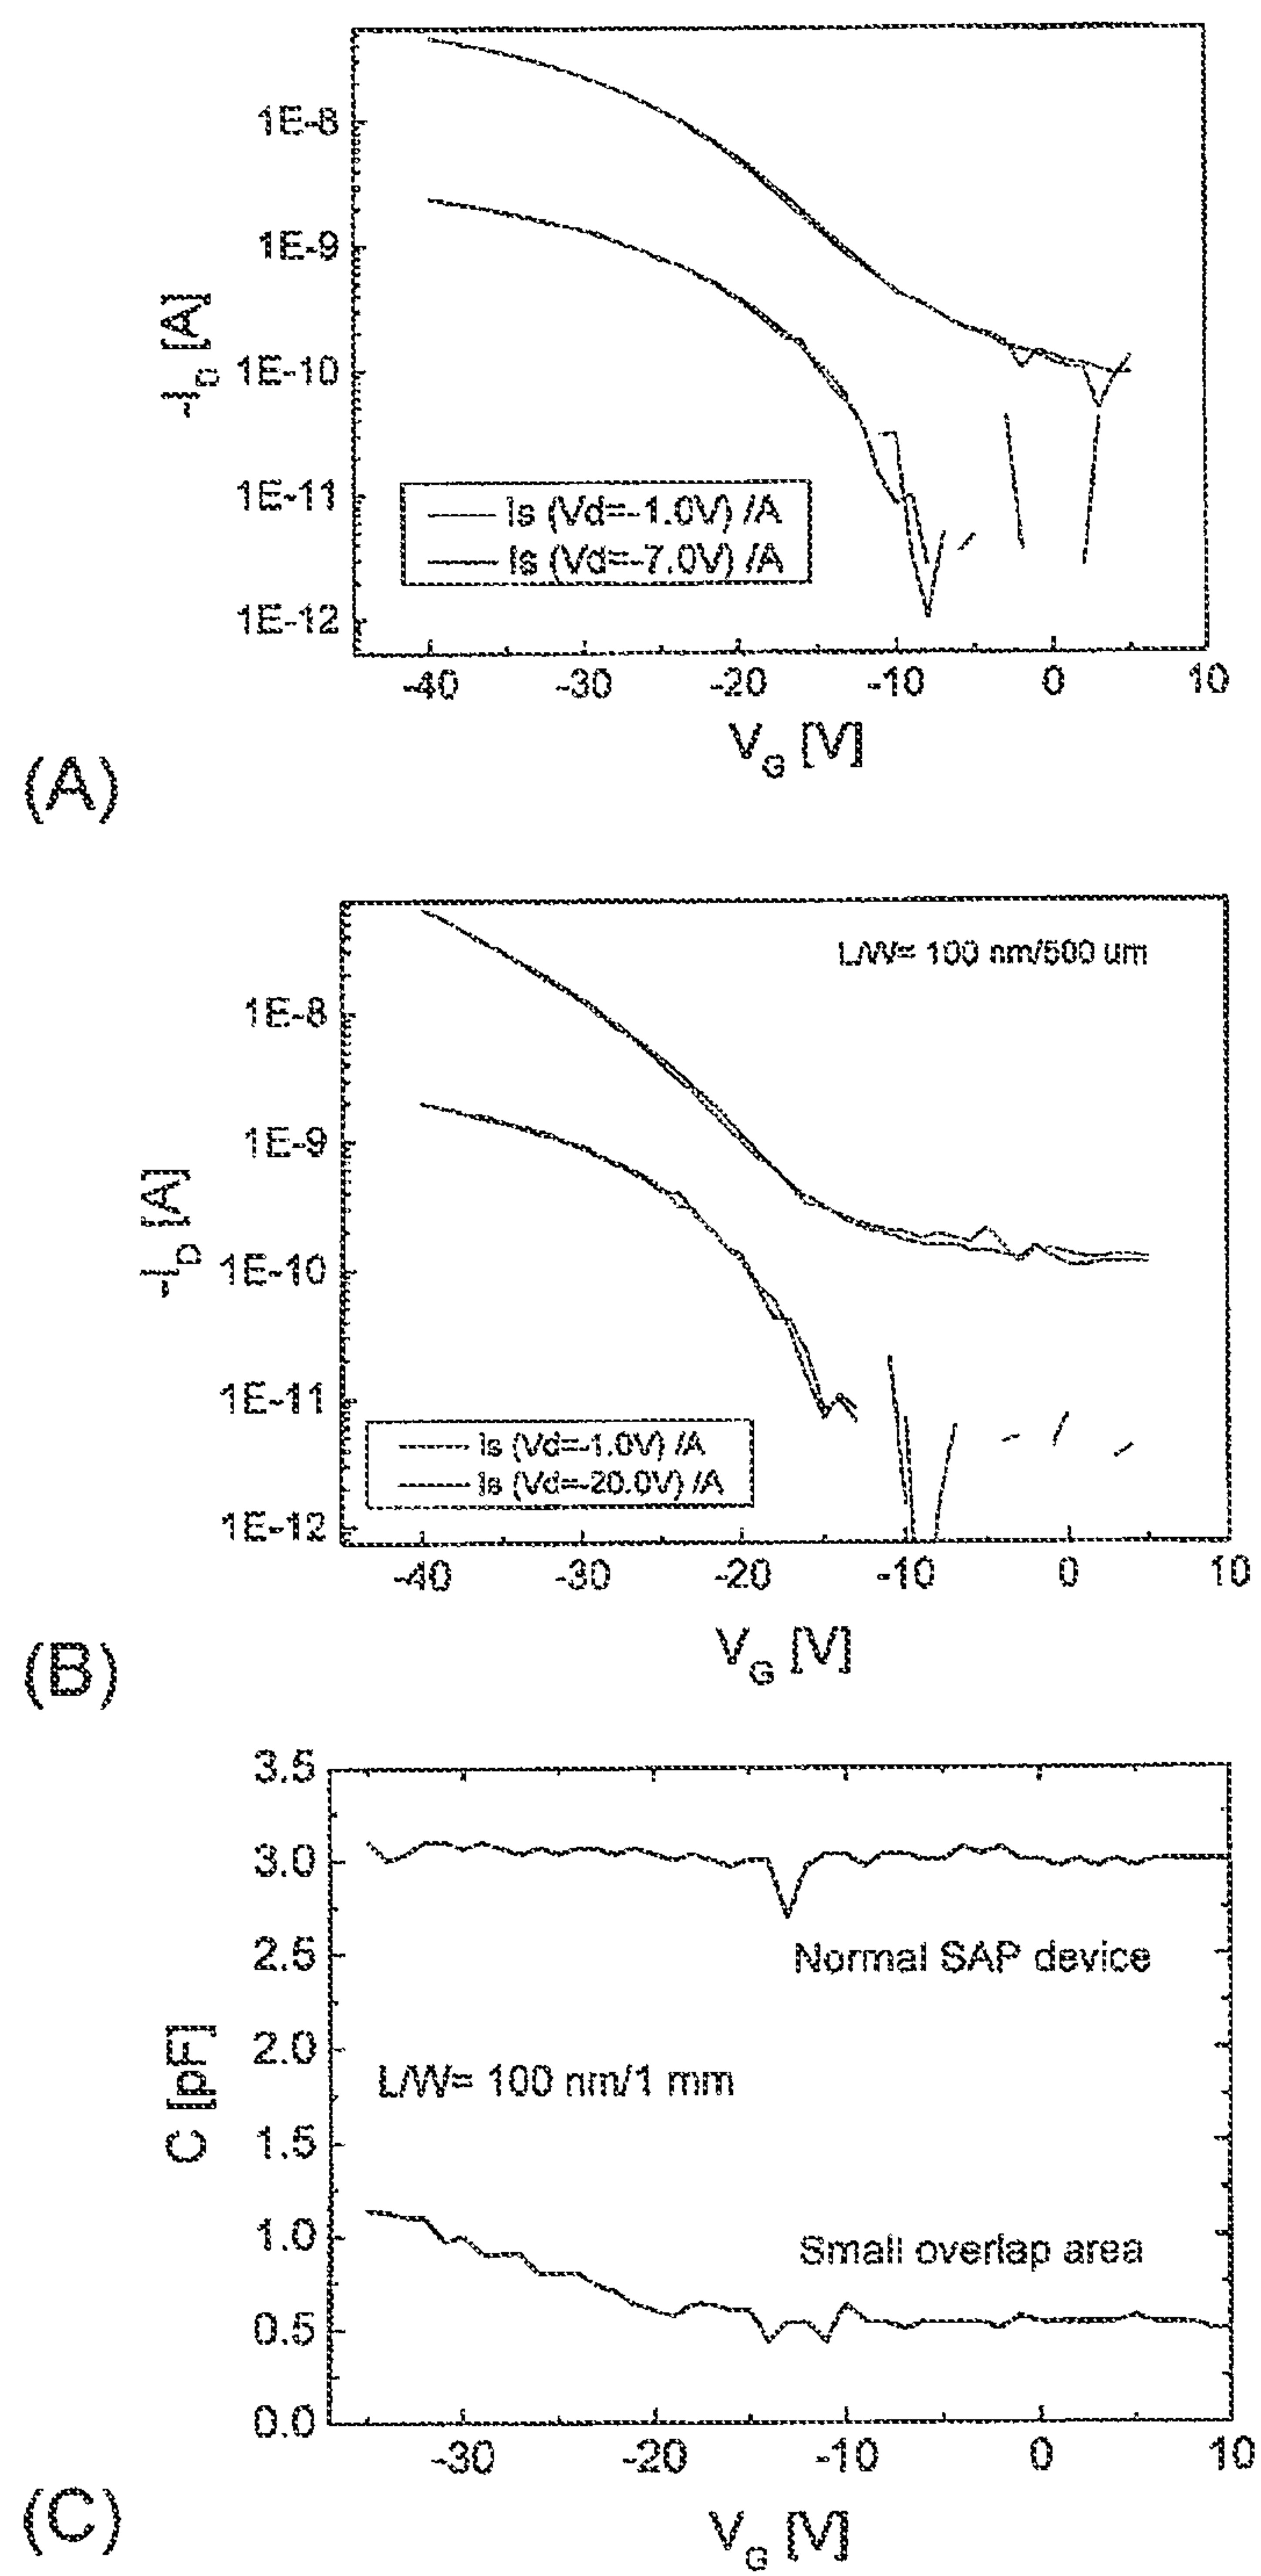 1E-8
1E-9
1E-10
1E-11
1E-12
-I_D [A]
Is (Vd=-1.0V) /A
Is (Vd=-7.0V) /A
-40 -30 -20 -10 0 10
V_G [V]
(A)
L/W= 100 nm/500 um
1E-8
1E-9
1E-10
1E-11
1E-12
-I_D [A]
Is (Vd=-1.0V) /A
Is (Vd=-20.0V) /A
-40 -30 -20 -10 0 10
V_G [V]
(B)
3.5
3.0
2.5
2.0
1.5
1.0
0.5
0.0
C [pF]
Normal SAP device
L/W= 100 nm/1 mm
Small overlap area
-30 -20 -10 0 10
V_G [V]
(C)